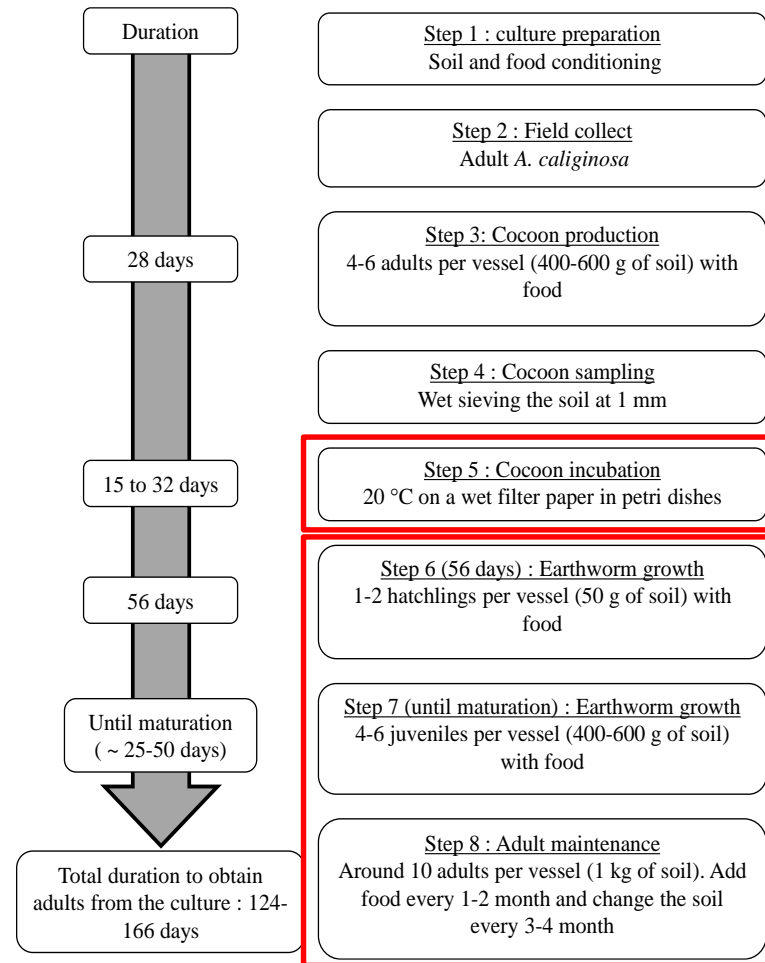 Duration
Step 1 : culture preparation
Soil and food conditioning
Step 2 : Field collect
Adult A. caliginosa
28 days
Step 3: Cocoon production
4-6 adults per vessel (400-600 g of soil) with
food
Step 4 : Cocoon sampling
Wet sieving the soil at 1 mm
15 to 32 days
Step 5 : Cocoon incubation
20 °C on a wet filter paper in petri dishes
56 days
Step 6 (56 days) : Earthworm growth
1-2 hatchlings per vessel (50 g of soil) with
food
Until maturation
( ~ 25-50 days)
Step 7 (until maturation) : Earthworm growth
4-6 juveniles per vessel (400-600 g of soil)
with food
Total duration to obtain
adults from the culture : 124-
166 days
Step 8 : Adult maintenance
Around 10 adults per vessel (1 kg of soil). Add
food every 1-2 month and change the soil
every 3-4 month